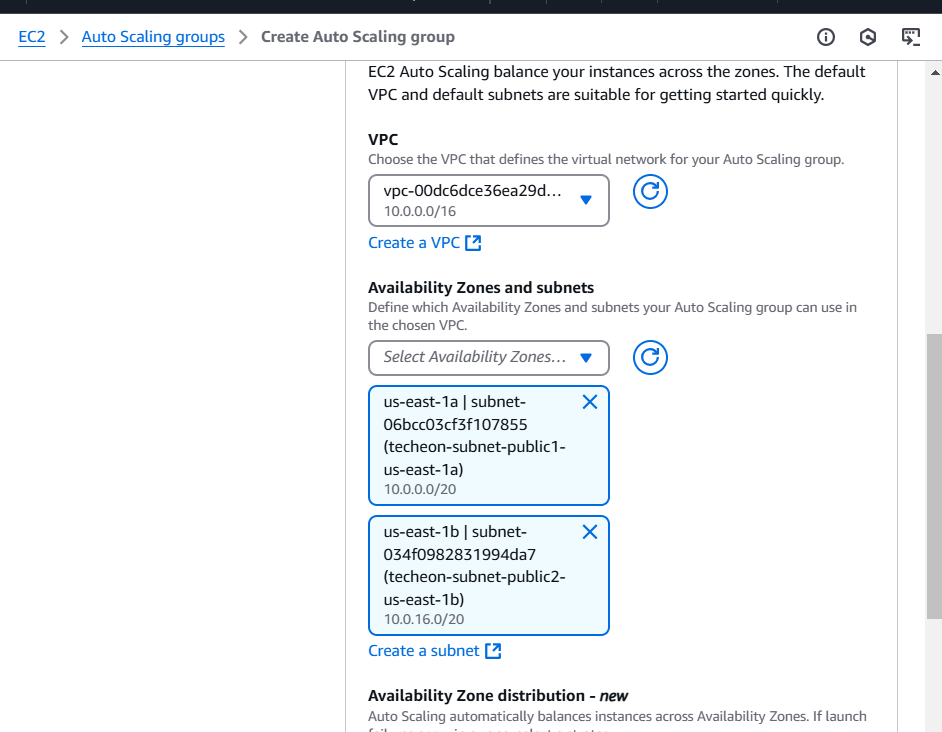 EC2 > Auto Scaling groups > Create Auto Scaling group
EC2 Auto Scaling balance your instances across the zones. The default
VPC and default subnets are suitable for getting started quickly.
VPC
Choose the VPC that defines the virtual network for your Auto Scaling group.
vpc-00dc6dce36ea29d...
10.0.0.0/16
Create a VPC
Availability Zones and subnets
Define which Availability Zones and subnets your Auto Scaling group can use in
the chosen VPC.
Select Availability Zones...
us-east-1a | subnet-
06bcc03cf3f107855
(techeon-subnet-public1-
us-east-1a)
10.0.0.0/20
us-east-1b | subnet-
034f0982831994da7
(techeon-subnet-public2-
us-east-1b)
10.0.16.0/20
Create a subnet
Availability Zone distribution - new
Auto Scaling automatically balances instances across Availability Zones. If launch